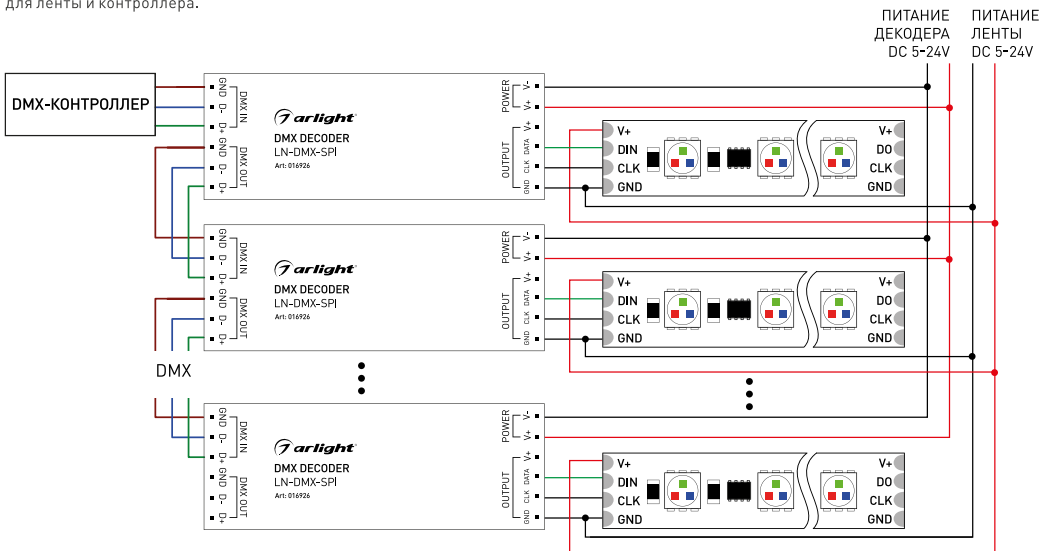 для ленты и контроллера.
ПИТАНИЕ
ДЕКОДЕРА
DC 5-24V
ПИТАНИЕ
ЛЕНТЫ
DC 5-24V
DMX-КОНТРОЛЛЕР
GND
D-
D+
DMX IN
GND
D-
D+
DMX OUT
arlight
DMX DECODER
LN-DMX-SPI
Art: 016926
POWER
V-
V+
OUTPUT
V+
DATA
CLK
GND
V+
DIN
CLK
GND
V+
DO
CLK
GND
GND
D-
D+
DMX IN
GND
D-
D+
DMX OUT
arlight
DMX DECODER
LN-DMX-SPI
Art: 016926
POWER
V-
V+
OUTPUT
V+
DATA
CLK
GND
V+
DIN
CLK
GND
V+
DO
CLK
GND
DMX
GND
D-
D+
DMX IN
GND
D-
D+
DMX OUT
arlight
DMX DECODER
LN-DMX-SPI
Art: 016926
POWER
V-
V+
OUTPUT
V+
DATA
CLK
GND
V+
DIN
CLK
GND
V+
DO
CLK
GND